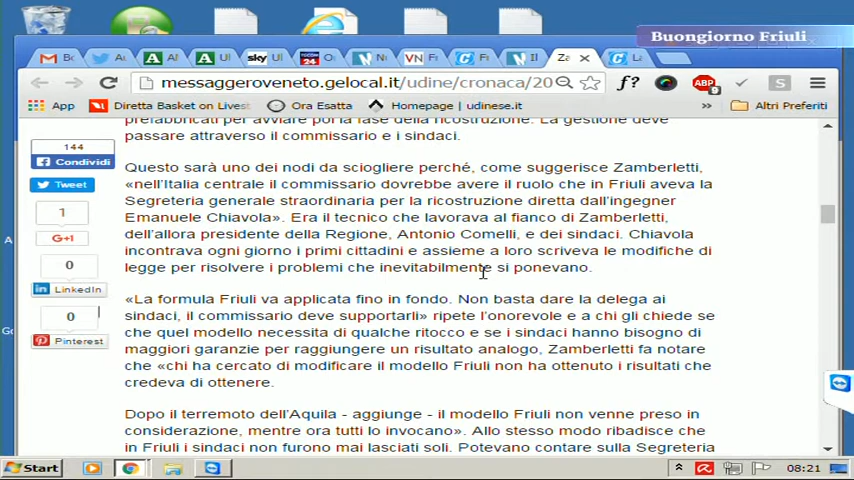 Buongiorno Friuli
messaggeroveneto.gelocal.it/udine/cronaca/20
f?
ABP
9
S
App
Diretta Basket on Livest
Ora Esatta
Homepage | udinese.it
»
Altri Preferiti
prefabbricati per avviare poi la fase della ricostruzione. La gestione deve
passare attraverso il commissario e i sindaci.
144
Condividi
Tweet
1
G+1
0
LinkedIn
0
Pinterest
Questo sarà uno dei nodi da sciogliere perché, come suggerisce Zamberletti,
«nell'Italia centrale il commissario dovrebbe avere il ruolo che in Friuli aveva la
Segreteria generale straordinaria per la ricostruzione diretta dall'ingegner
Emanuele Chiavola». Era il tecnico che lavorava al fianco di Zamberletti,
dell'allora presidente della Regione, Antonio Comelli, e dei sindaci. Chiavola
incontrava ogni giorno i primi cittadini e assieme a loro scriveva le modifiche di
legge per risolvere i problemi che inevitabilmente si ponevano.
«La formula Friuli va applicata fino in fondo. Non basta dare la delega ai
sindaci, il commissario deve supportarli» ripete l'onorevole e a chi gli chiede se
che quel modello necessita di qualche ritocco e se i sindaci hanno bisogno di
maggiori garanzie per raggiungere un risultato analogo, Zamberletti fa notare
che «chi ha cercato di modificare il modello Friuli non ha ottenuto i risultati che
credeva di ottenere.
Dopo il terremoto dell'Aquila - aggiunge - il modello Friuli non venne preso in
considerazione, mentre ora tutti lo invocano». Allo stesso modo ribadisce che
in Friuli i sindaci non furono mai lasciati soli. Potevano contare sulla Segreteria
Start
08:21